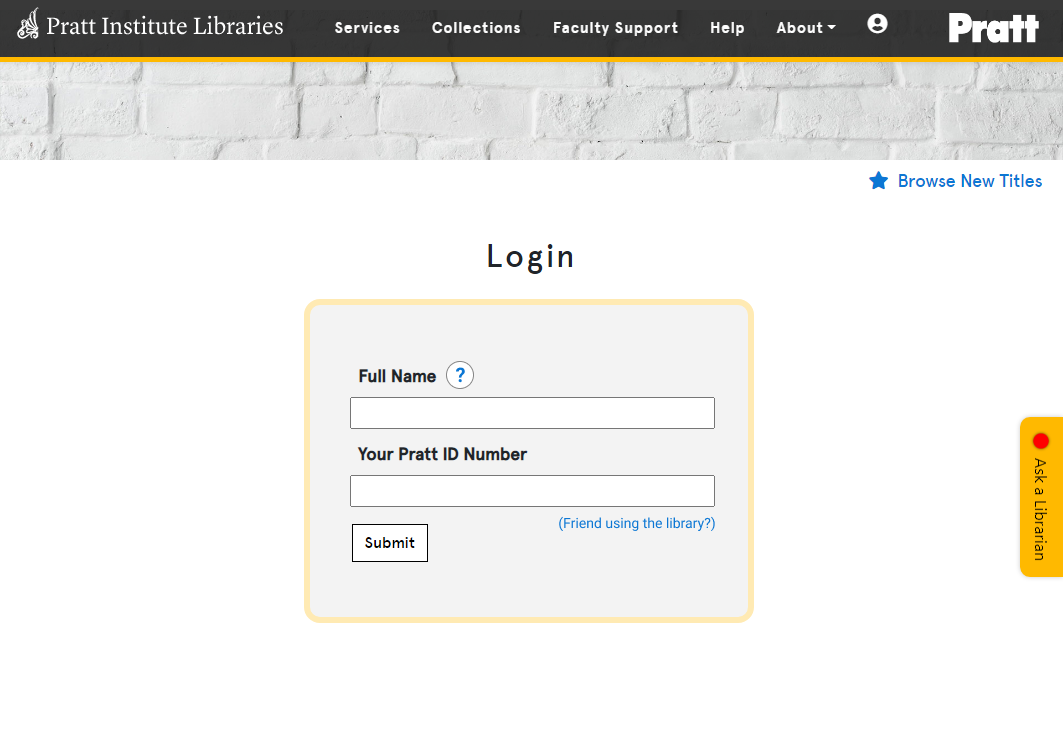 Pratt Institute Libraries Services Collections Faculty Support Help About Pratt
Browse New Titles
Login
Full Name ?
Your Pratt ID Number
(Friend using the library?)
Submit
Ask a Librarian